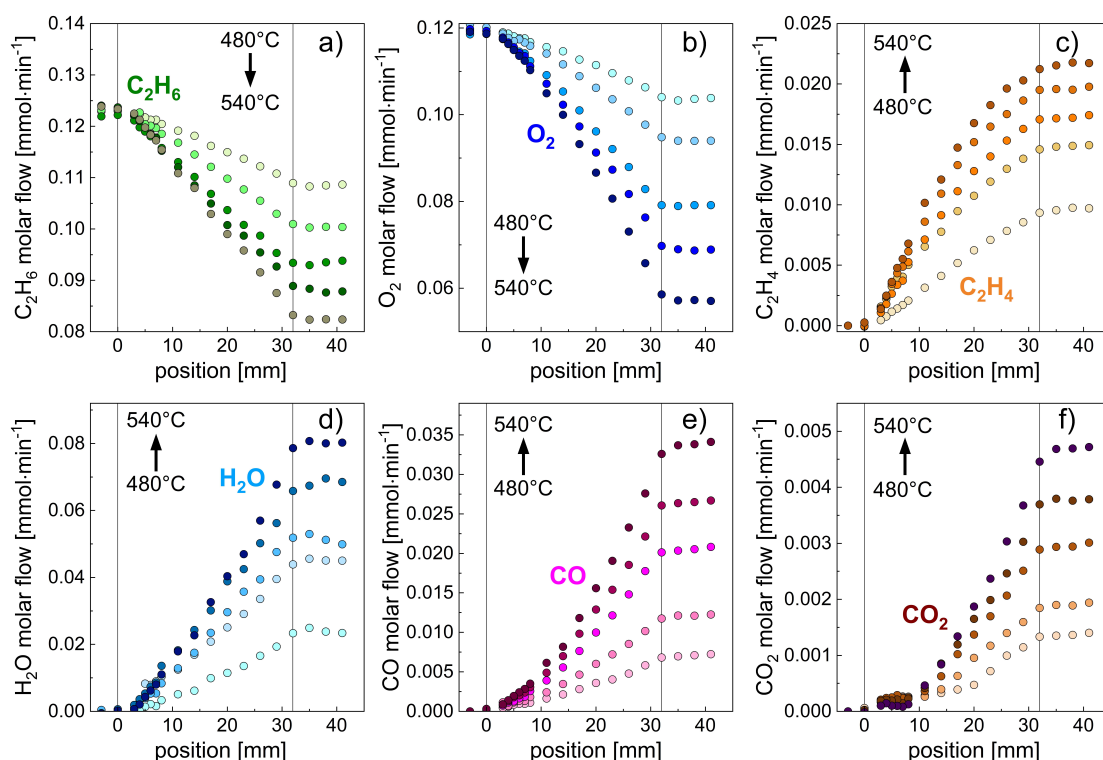 a)
480°C
540°C
C₂H₆
0.14
0.13
0.12
0.11
0.10
0.09
0.08
C₂H₆ molar flow [mmol·min⁻¹]
0 10 20 30 40
position [mm]
b)
O₂
480°C
540°C
0.12
0.10
0.08
0.06
O₂ molar flow [mmol·min⁻¹]
0 10 20 30 40
position [mm]
c)
540°C
480°C
C₂H₄
0.025
0.020
0.015
0.010
0.005
0.000
C₂H₄ molar flow [mmol·min⁻¹]
0 10 20 30 40
position [mm]
d)
540°C
480°C
H₂O
0.08
0.06
0.04
0.02
0.00
H₂O molar flow [mmol·min⁻¹]
0 10 20 30 40
position [mm]
e)
540°C
480°C
CO
0.035
0.030
0.025
0.020
0.015
0.010
0.005
0.000
CO molar flow [mmol·min⁻¹]
0 10 20 30 40
position [mm]
f)
540°C
480°C
CO₂
0.005
0.004
0.003
0.002
0.001
0.000
CO₂ molar flow [mmol·min⁻¹]
0 10 20 30 40
position [mm]